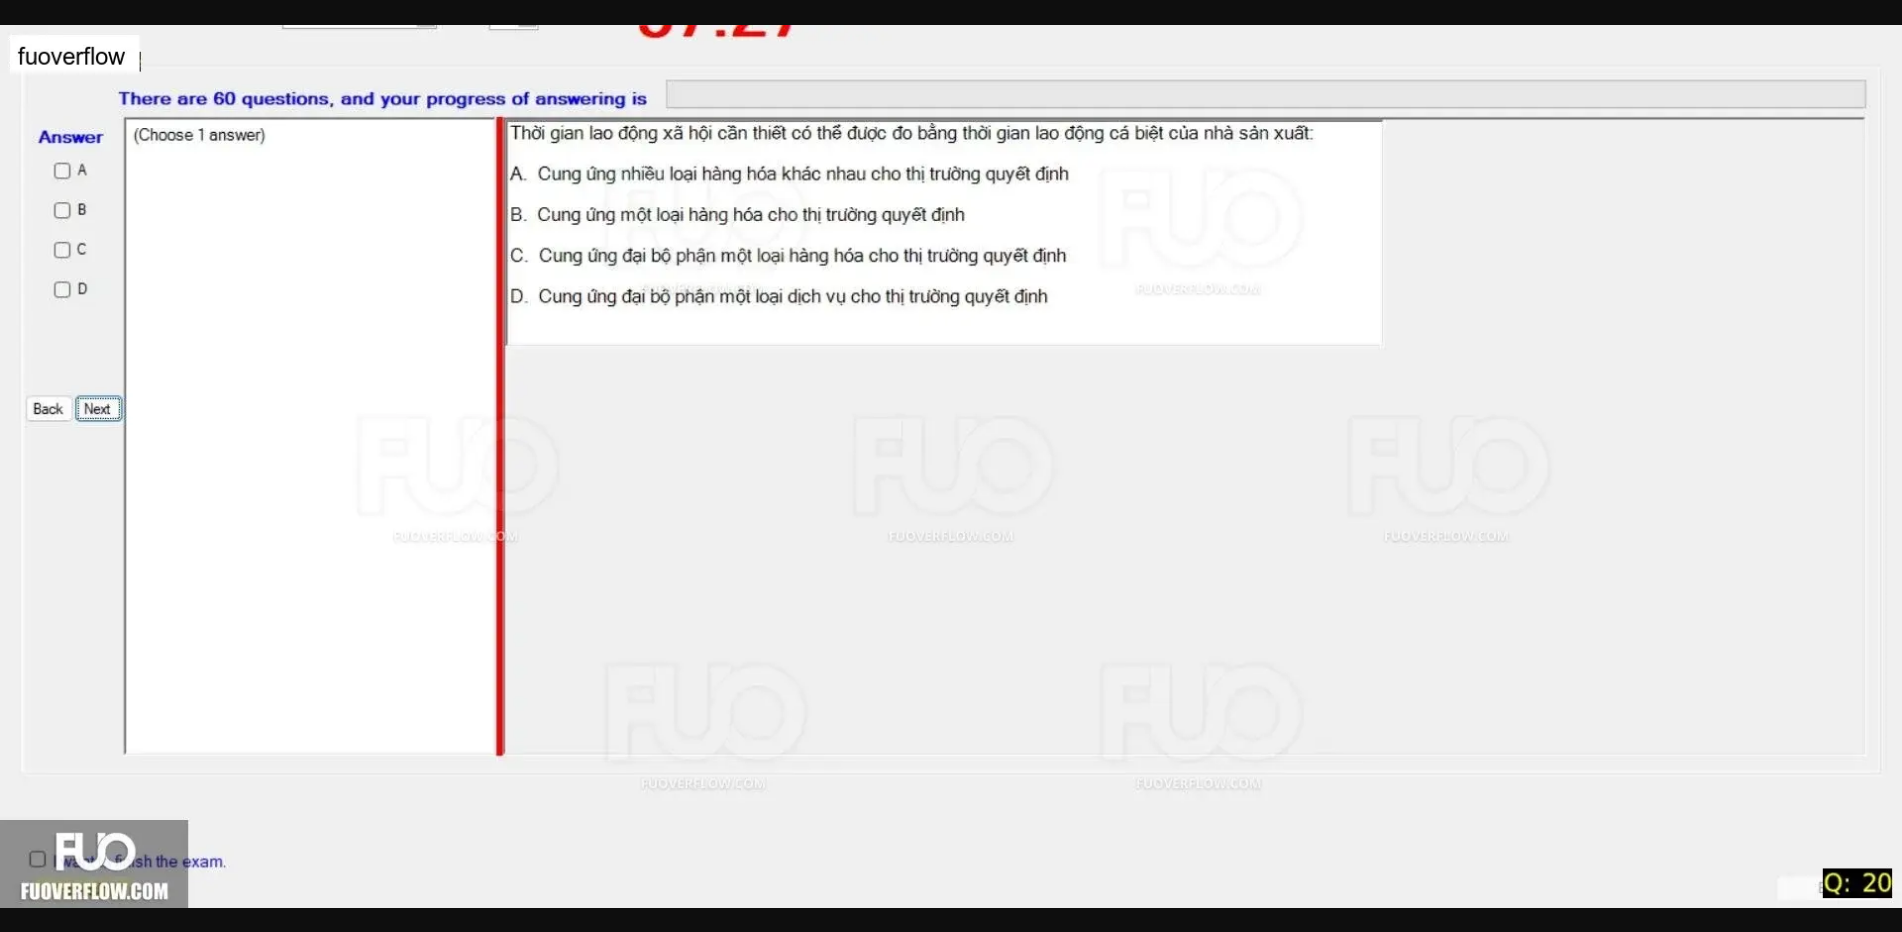 fuoverflow
There are 60 questions, and your progress of answering is
Answer
(Choose 1 answer)
A
B
C
D
Thời gian lao động xã hội cần thiết có thể được đo bằng thời gian lao động cá biệt của nhà sản xuất:
A. Cung ứng nhiều loại hàng hóa khác nhau cho thị trường quyết định
B. Cung ứng một loại hàng hóa cho thị trường quyết định
C. Cung ứng đại bộ phận một loại hàng hóa cho thị trường quyết định
D. Cung ứng đại bộ phận một loại dịch vụ cho thị trường quyết định
Back Next
FUO
FUOVERFLOW.COM
FUO
FUOVERFLOW.COM
FUO
FUOVERFLOW.COM
FUO
FUOVERFLOW.COM
FUO
FUOVERFLOW.COM
FUO
FUOVERFLOW.COM
the exam.
FUO
FUOVERFLOW.COM
Q: 20